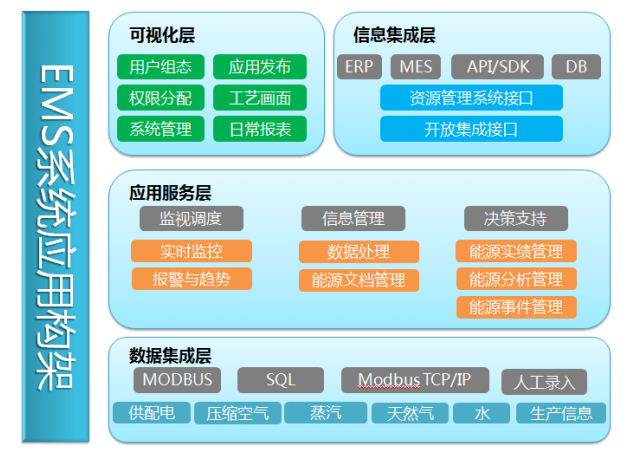 EMS系统应用构架
可视化层
用户组态 应用发布
权限分配 工艺画面
系统管理 日常报表
信息集成层
ERP MES API/SDK DB
资源管理系统接口
开放集成接口
应用服务层
监视调度 信息管理 决策支持
实时监控 数据处理 能源实绩管理
报警与趋势 能源文档管理 能源分析管理
能源事件管理
数据集成层
MODBUS SQL Modbus TCP/IP 人工录入
供配电 压缩空气 蒸汽 天然气 水 生产信息